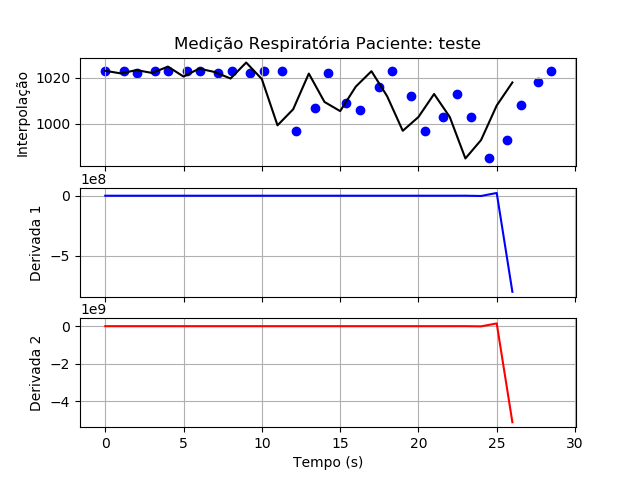 Medição Respiratória Paciente: teste
Interpolação
1020
1000
1e8
Derivada 1
0
−5
1e9
Derivada 2
0
−2
−4
0 5 10 15 20 25 30
Tempo (s)